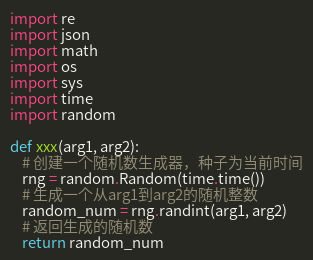 import re
import json
import math
import os
import sys
import time
import random

def xxx(arg1, arg2):
    # 创建一个随机数生成器，种子为当前时间
    rng = random.Random(time.time())
    # 生成一个从arg1到arg2的随机整数
    random_num = rng.randint(arg1, arg2)
    # 返回生成的随机数
    return random_num